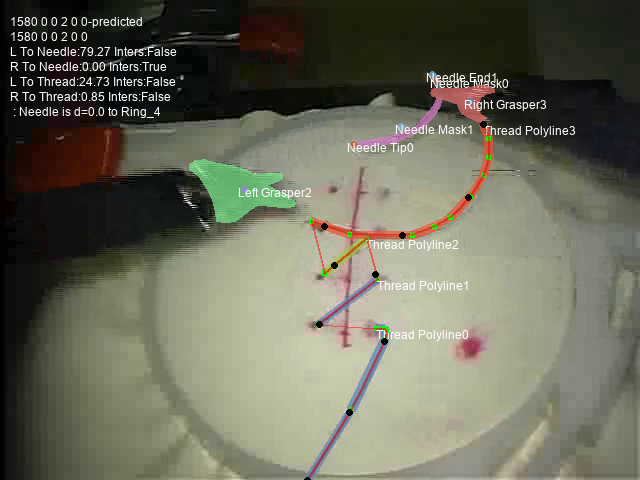 1580 0 0 2 0 0-predicted
1580 0 0 2 0 0
L To Needle:79.27 Inters:False
R To Needle:0.00 Inters:True
L To Thread:24.73 Inters:False
R To Thread:0.85 Inters:False
: Needle is d=0.0 to Ring_4
Needle End1
Needle Mask0
Right Grasper3
Needle Mask1
Thread Polyline3
Needle Tip0
Left Grasper2
Thread Polyline2
Thread Polyline1
Thread Polyline0